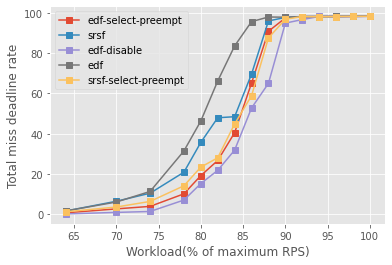 100
80
60
40
20
0
Total miss deadline rate
edf-select-preempt
srsf
edf-disable
edf
srsf-select-preempt
65 70 75 80 85 90 95 100
Workload(% of maximum RPS)